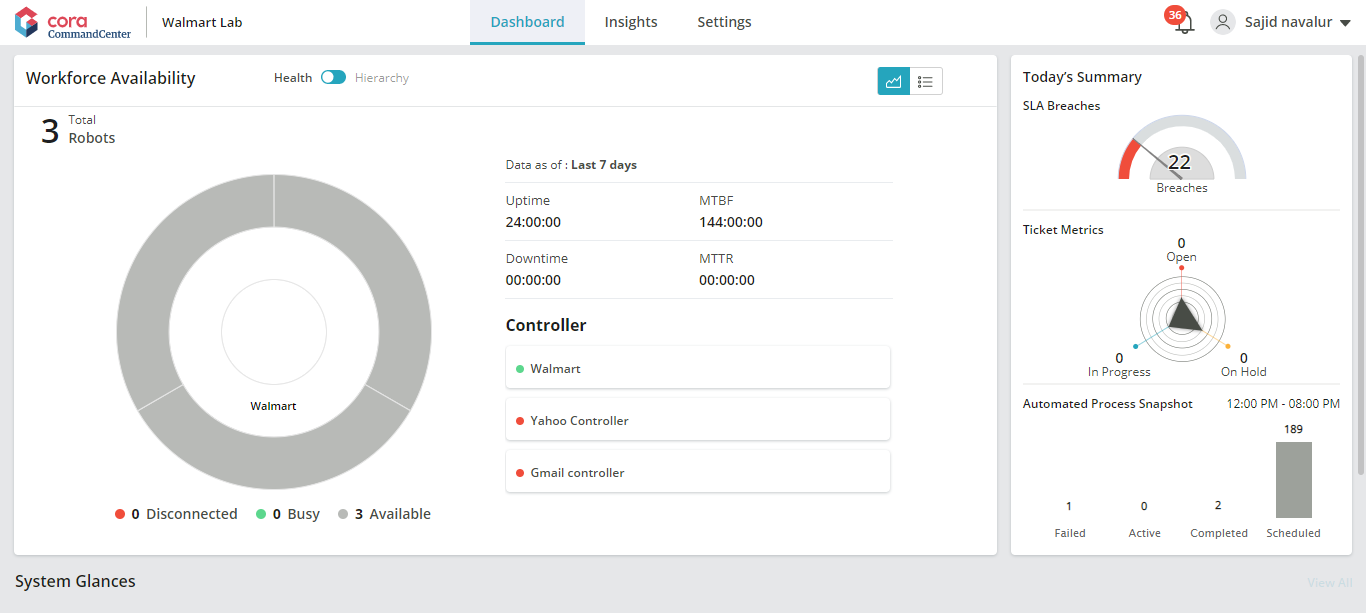 cora
CommandCenter
Walmart Lab
Dashboard
Insights
Settings
36
Sajid navalur
Workforce Availability
Health
Hierarchy
3
Total
Robots
Walmart
0 Disconnected
0 Busy
3 Available
Data as of : Last 7 days
Uptime
24:00:00
MTBF
144:00:00
Downtime
00:00:00
MTTR
00:00:00
Controller
Walmart
Yahoo Controller
Gmail controller
Today's Summary
SLA Breaches
22
Breaches
Ticket Metrics
0
Open
0
In Progress
0
On Hold
Automated Process Snapshot
12:00 PM - 08:00 PM
1
Failed
0
Active
2
Completed
189
Scheduled
System Glances
View All